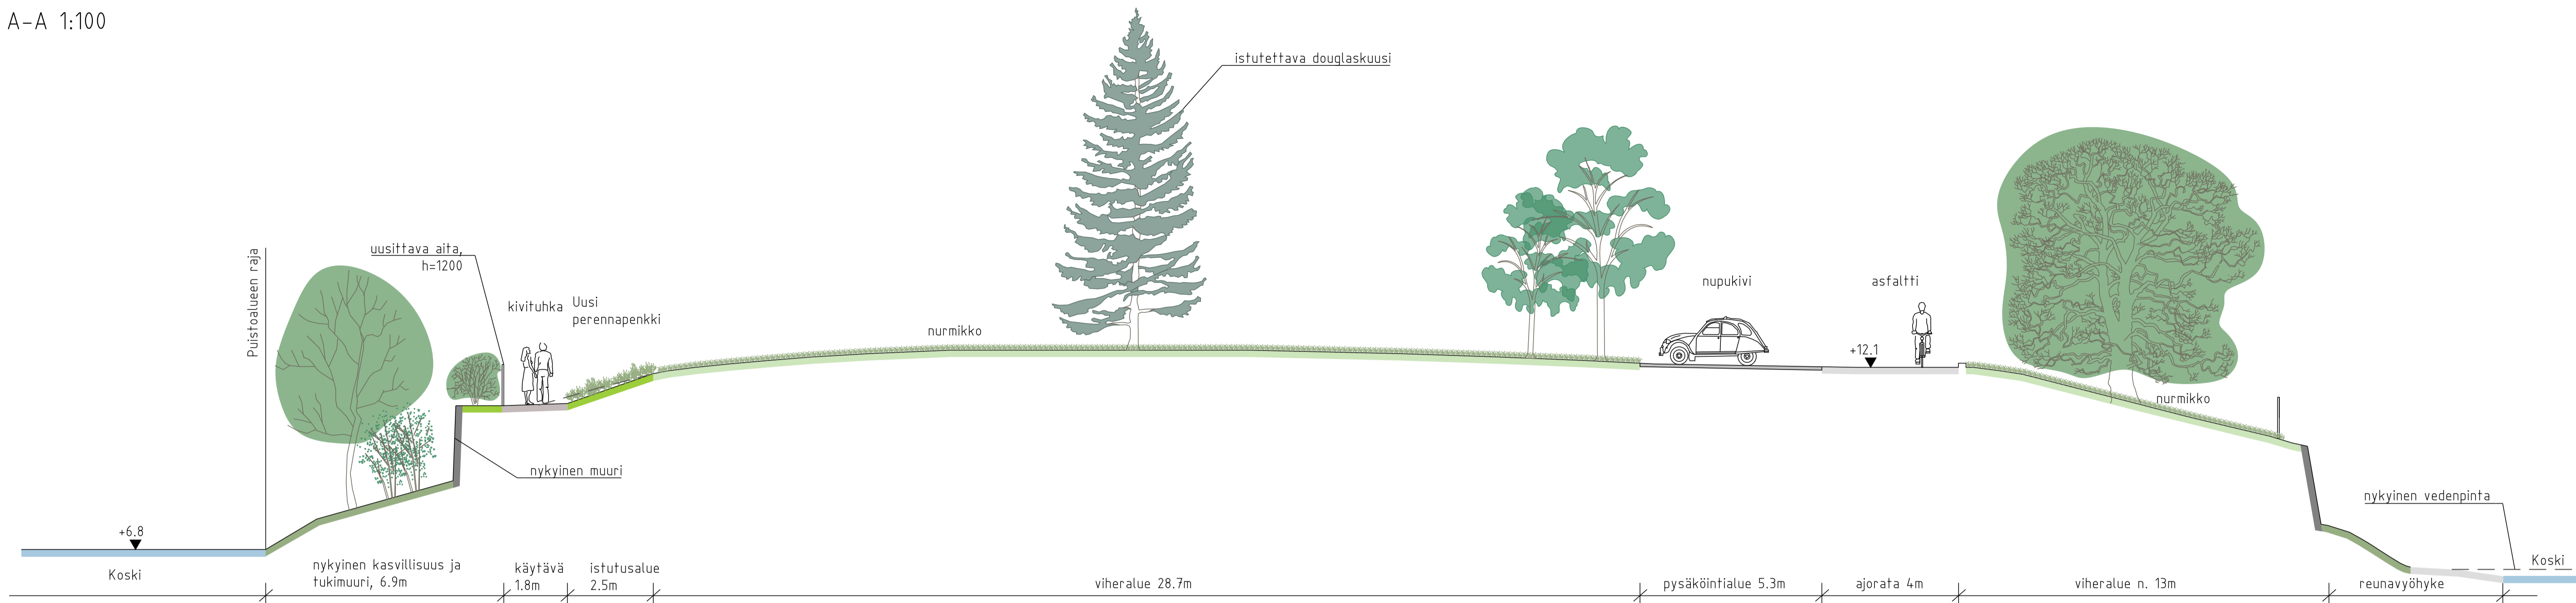 A-A 1:100
istutettava douglaskuusi
Puistoalueen raja
uusittava aita,
h=1200
kivituhka
Uusi
perennapenkki
nurmikko
nupukivi
asfaltti
+12.1
nurmikko
nykyinen muuri
nykyinen vedenpinta
+6.8
Koski
nykyinen kasvillisuus ja
tukimuuri, 6.9m
käytävä
1.8m
istutusalue
2.5m
viheralue 28.7m
pysäköintialue 5.3m
ajorata 4m
viheralue n. 13m
reunavyöhyke
Koski